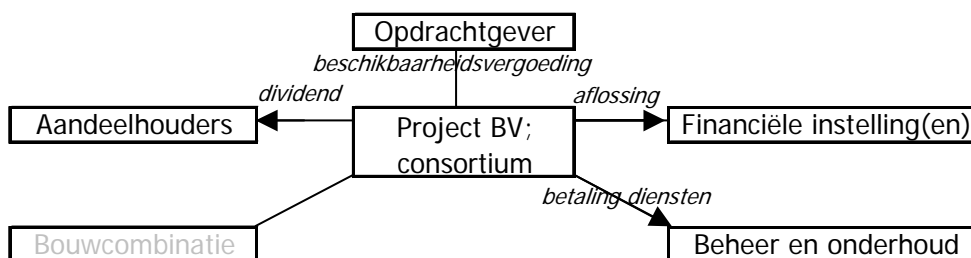 Opdrachtgever
beschikbaarheidsvergoeding
dividend
aflossing
Aandeelhouders
Project BV;
consortium
Financiële instelling(en)
betaling diensten
Bouwcombinatie
Beheer en onderhoud